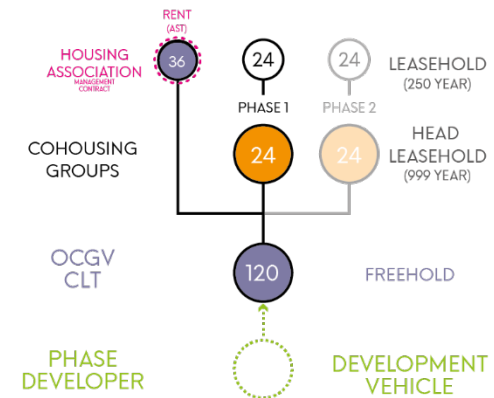 RENT
(AST)
HOUSING
ASSOCIATION
MANAGEMENT
CONTRACT
36
24
24
LEASEHOLD
(250 YEAR)
PHASE 1
PHASE 2
COHOUSING
GROUPS
24
24
HEAD
LEASEHOLD
(999 YEAR)
OCGV
CLT
120
FREEHOLD
PHASE
DEVELOPER
DEVELOPMENT
VEHICLE